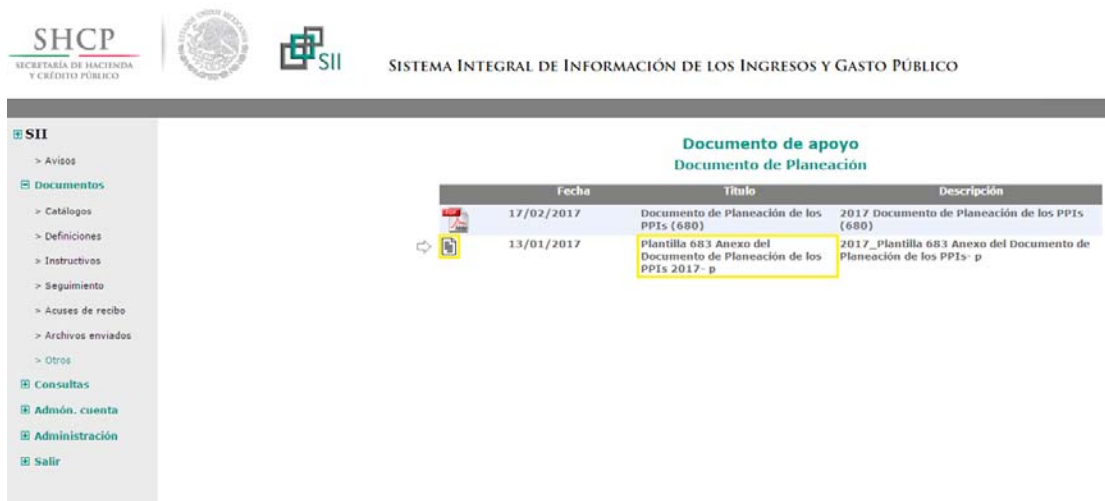 SHCP
SECRETARÍA DE HACIENDA
Y CRÉDITO PÚBLICO
SII
SISTEMA INTEGRAL DE INFORMACIÓN DE LOS INGRESOS Y GASTO PÚBLICO
SII
> Avisos
Documentos
> Catálogos
> Definiciones
> Instructivos
> Seguimiento
> Acuses de recibo
> Archivos enviados
> Otros
Consultas
Admón. cuenta
Administración
Salir
Documento de apoyo
Documento de Planeación
Fecha Título Descripción
17/02/2017 Documento de Planeación de los 2017 Documento de Planeación de los PPIs
PPIs (680) (680)
13/01/2017 Plantilla 683 Anexo del 2017_Plantilla 683 Anexo del Documento de
Documento de Planeación de los Planeación de los PPIs- p
PPIs 2017- p